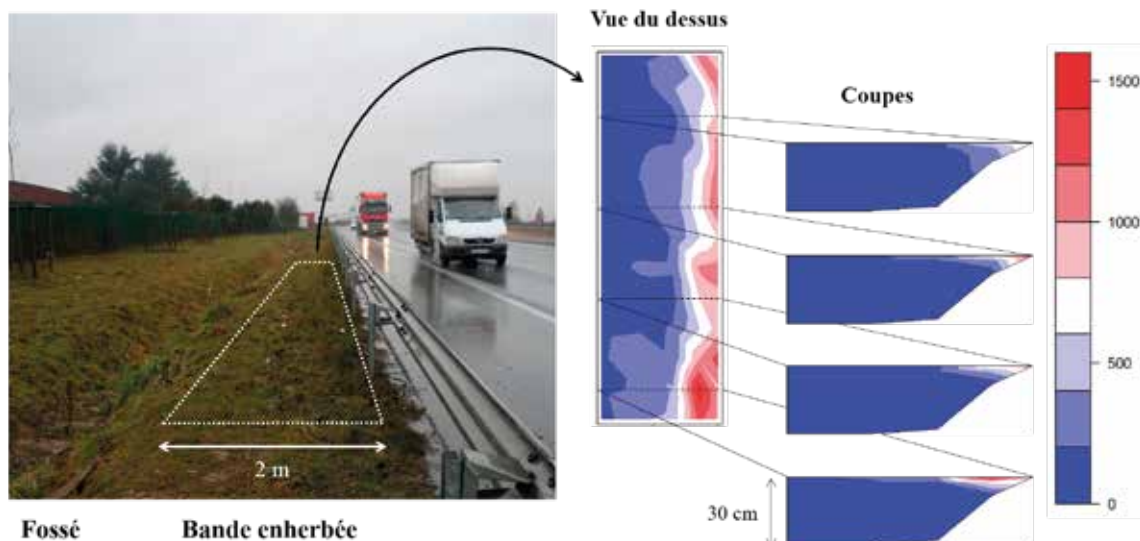 Vue du dessus
Coupes
1500
1000
500
0
2 m
30 cm
Fossé
Bande enherbée